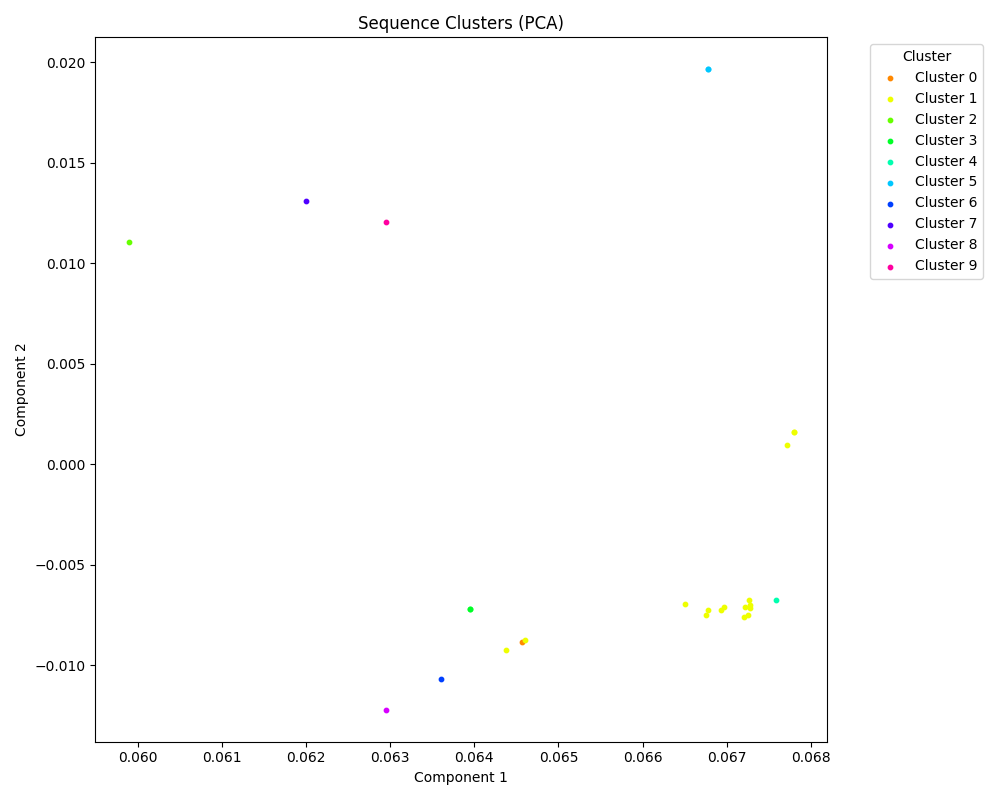 Sequence Clusters (PCA)
Cluster
Cluster 0
Cluster 1
Cluster 2
Cluster 3
Cluster 4
Cluster 5
Cluster 6
Cluster 7
Cluster 8
Cluster 9
Component 2
0.020
0.015
0.010
0.005
0.000
−0.005
−0.010
0.060 0.061 0.062 0.063 0.064 0.065 0.066 0.067 0.068
Component 1